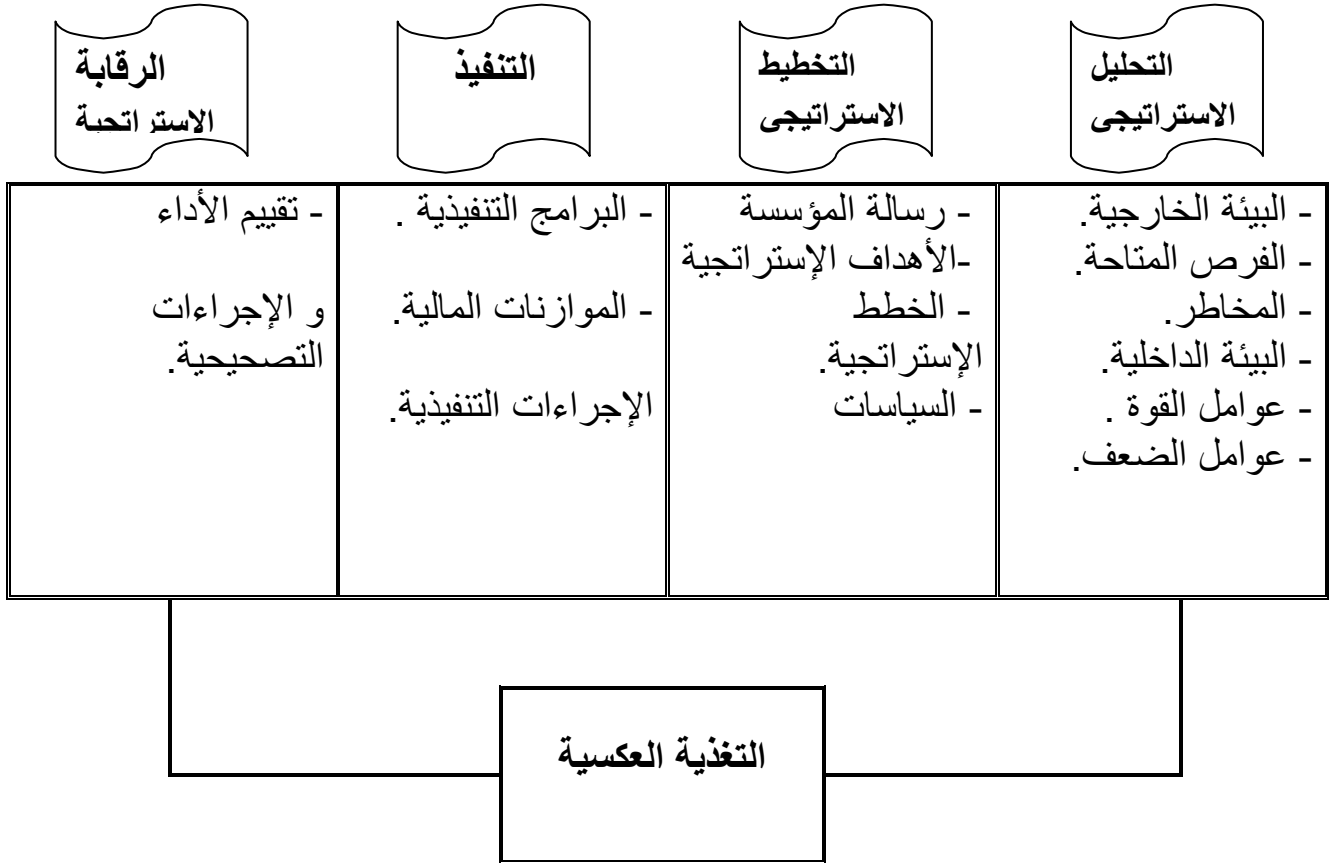 التحليل
الاستراتيجى
التخطيط
الاستراتيجى
التنفيذ
الرقابة
الاستراتجية
- البيئة الخارجية.
- الفرص المتاحة.
- المخاطر.
- البيئة الداخلية.
- عوامل القوة .
- عوامل الضعف.
- رسالة المؤسسة
-الأهداف الإستراتجية
- الخطط
الإستراتجية.
- السياسات
- البرامج التنفيذية .
- الموازنات المالية.
الإجراءات التنفيذية.
- تقييم الأداء
و الإجراءات
التصحيحية.
التغذية العكسية